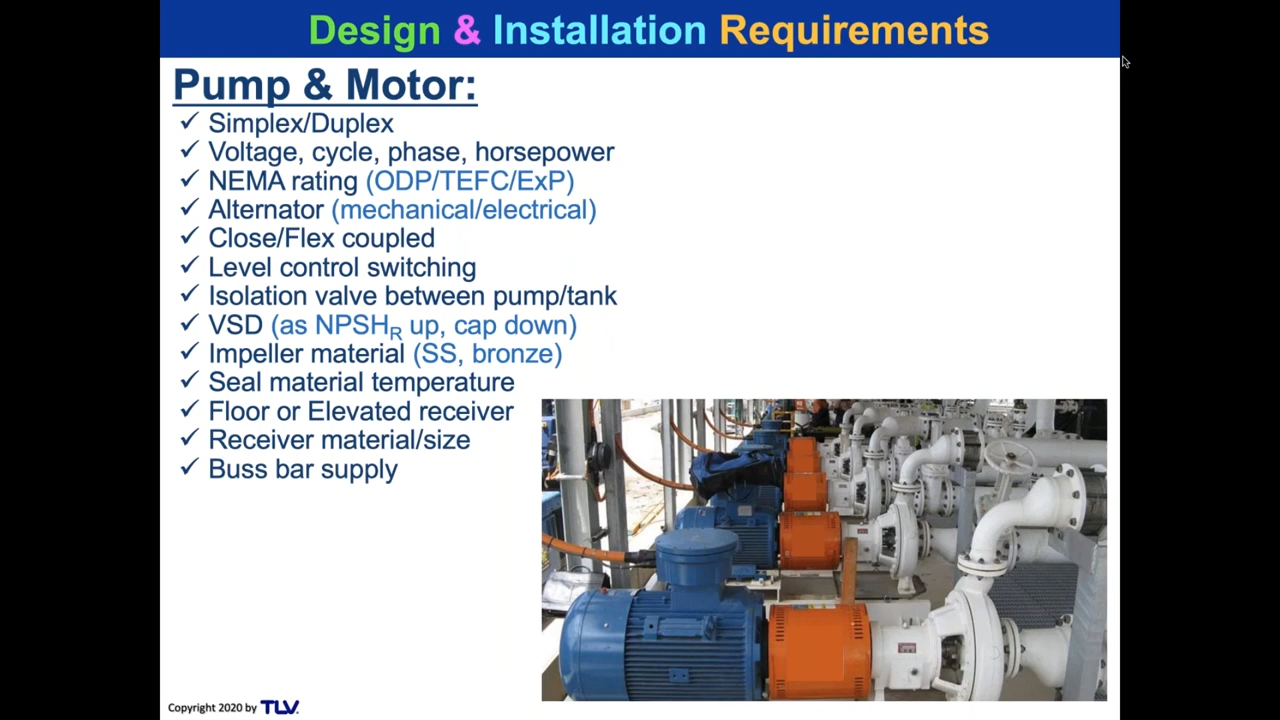 Design & Installation Requirements
Pump & Motor:
✓ Simplex/Duplex
✓ Voltage, cycle, phase, horsepower
✓ NEMA rating (ODP/TEFC/ExP)
✓ Alternator (mechanical/electrical)
✓ Close/Flex coupled
✓ Level control switching
✓ Isolation valve between pump/tank
✓ VSD (as NPSHR up, cap down)
✓ Impeller material (SS, bronze)
✓ Seal material temperature
✓ Floor or Elevated receiver
✓ Receiver material/size
✓ Buss bar supply
Copyright 2020 by TLV.